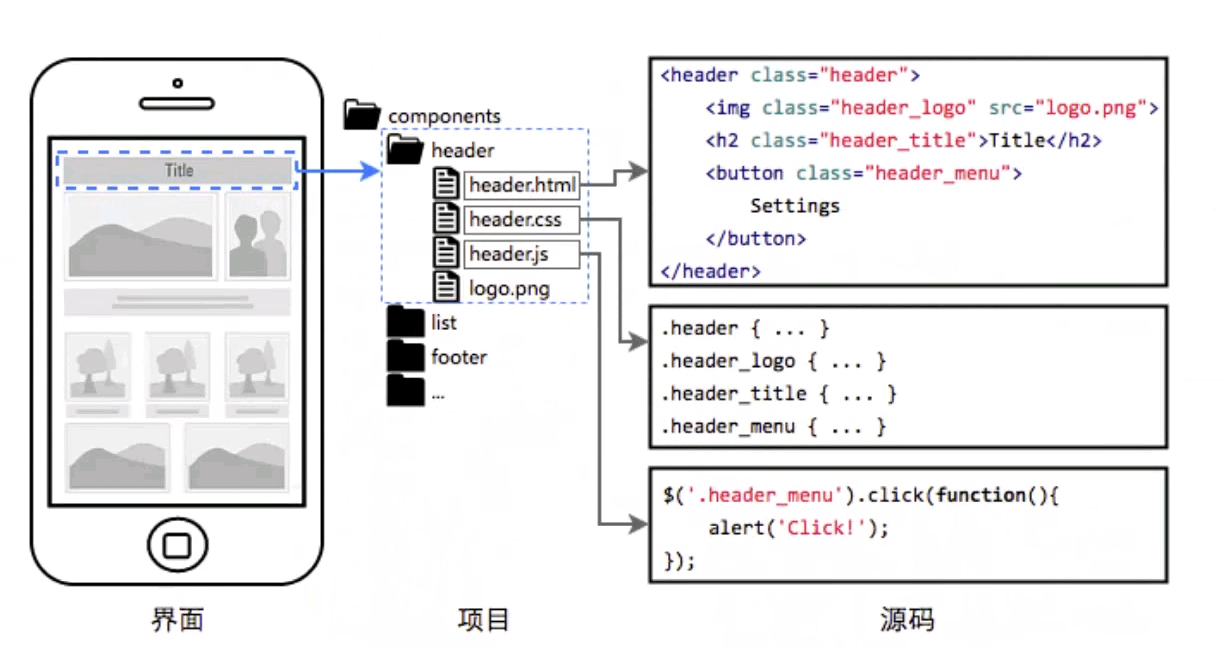 Title
components
header
header.html
header.css
header.js
logo.png
list
footer
...
<header class="header">
<img class="header_logo" src="logo.png">
<h2 class="header_title">Title</h2>
<button class="header_menu">
Settings
</button>
</header>
.header { ... }
.header_logo { ... }
.header_title { ... }
.header_menu { ... }
$('.header_menu').click(function(){
alert('Click!');
});
界面
项目
源码